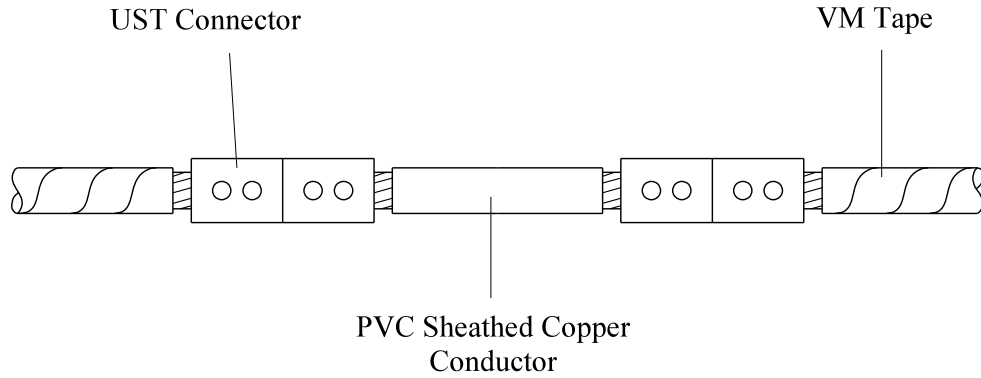 UST Connector
VM Tape
PVC Sheathed Copper
Conductor